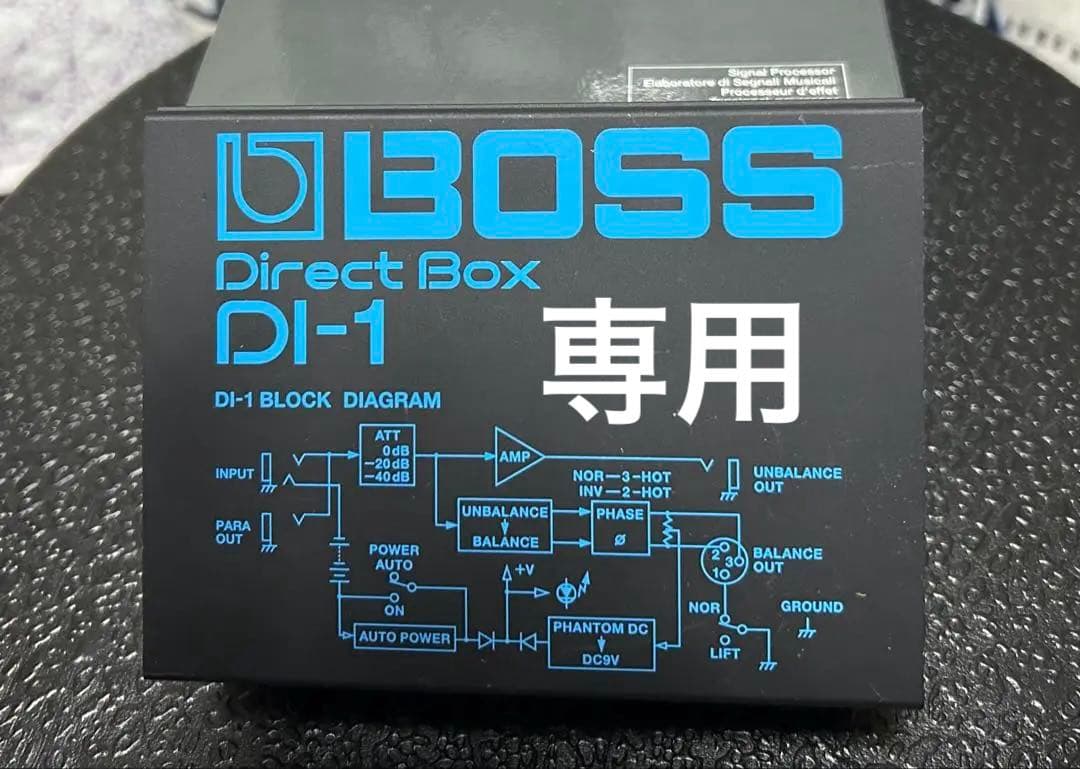 Signal Processor
Elaboratore di Segnali Musicali
Processeur d'effet
BOSS
Direct Box
DI-1
専用
DI-1 BLOCK DIAGRAM
ATT
0dB
−20dB
−40dB
INPUT
AMP
NOR—3-HOT
INV—2-HOT
UNBALANCE
OUT
PARA
OUT
UNBALANCE
BALANCE
PHASE
ø
2
3
1
BALANCE
OUT
POWER
AUTO
ON
+V
AUTO POWER
PHANTOM DC
DC9V
NOR
LIFT
GROUND